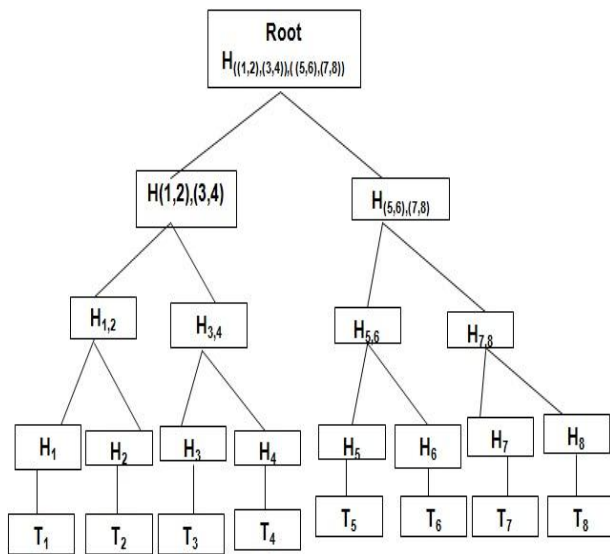 Root
H((1,2),(3,4)),( (5,6),(7,8))
H(1,2),(3,4)
H(5,6),(7,8)
H1,2
H3,4
H5,6
H7,8
H1
H2
H3
H4
H5
H6
H7
H8
T1
T2
T3
T4
T5
T6
T7
T8